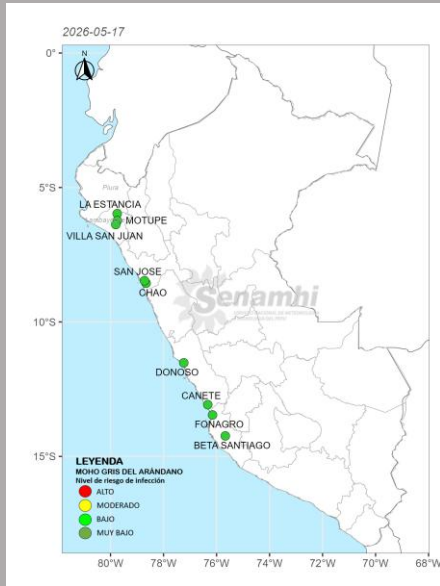 2026-05-17
N
0°
5°S
10°S
15°S
Piura
LA ESTANCIA
MOTUPE
VILLA SAN JUAN
SAN JOSE
CHAO
Senamhi
DONOSO
CANETE
FONAGRO
BETA SANTIAGO
LEYENDA
MOHO GRIS DEL ARÁNDANO
Nivel de riesgo de infección
ALTO
MODERADO
BAJO
MUY BAJO
80°W 78°W 76°W 74°W 72°W 70°W 68°W